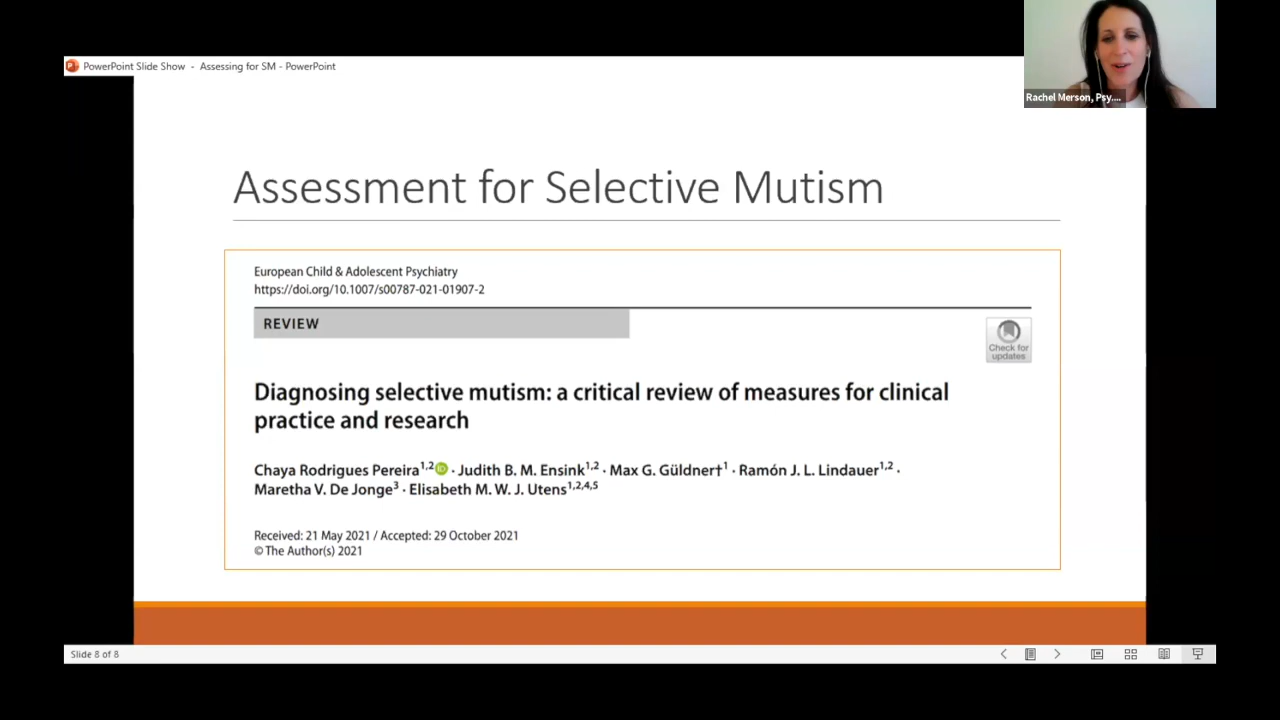 PowerPoint Slide Show - Assessing for SM - PowerPoint
Rachel Merson, Psy....
Assessment for Selective Mutism
European Child & Adolescent Psychiatry
https://doi.org/10.1007/s00787-021-01907-2
REVIEW
Check for
updates
Diagnosing selective mutism: a critical review of measures for clinical
practice and research
Chaya Rodrigues Pereira1,2 iD · Judith B. M. Ensink1,2 · Max G. Güldner†1 · Ramón J. L. Lindauer1,2 ·
Maretha V. De Jonge3 · Elisabeth M. W. J. Utens1,2,4,5
Received: 21 May 2021 / Accepted: 29 October 2021
© The Author(s) 2021
Slide 8 of 8